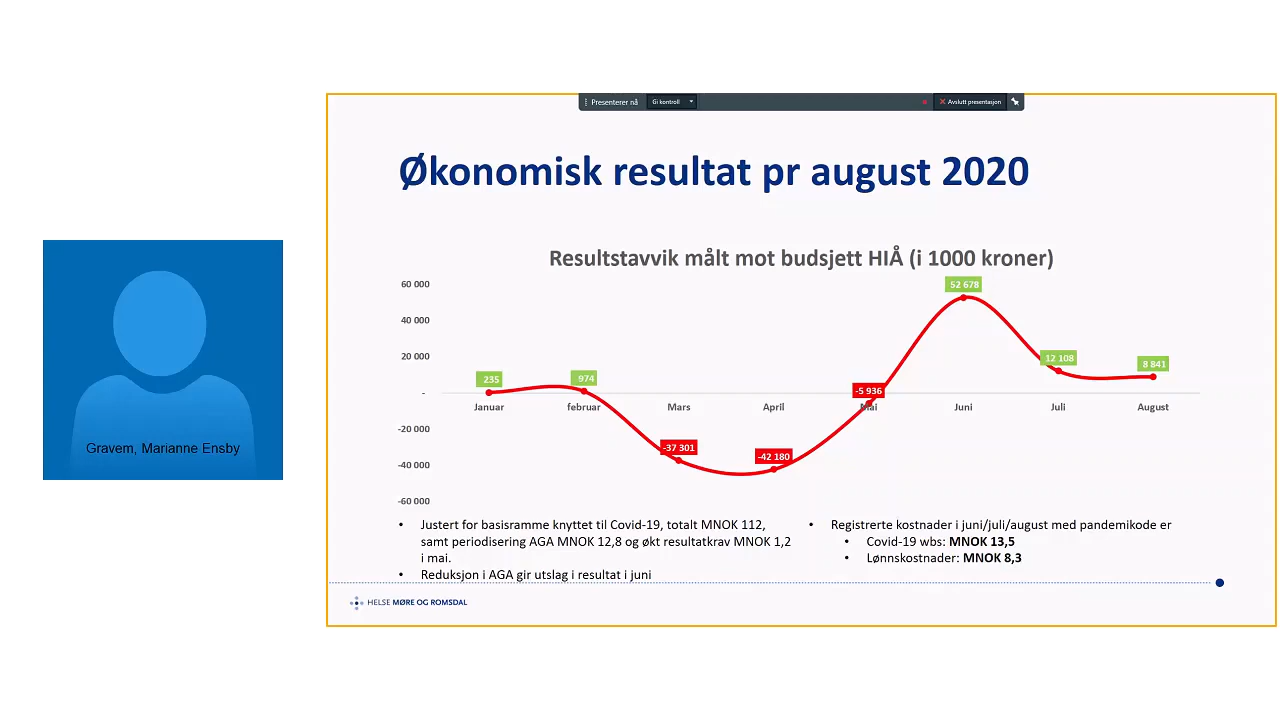 Presenterer nå
Gi kontroll
Avslutt presentasjon
Økonomisk resultat pr august 2020
Resultstavvik målt mot budsjett HIÅ (i 1000 kroner)
60 000
40 000
20 000
-
-20 000
-40 000
-60 000
235
974
-37 301
-42 180
-5 936
52 678
12 108
8 841
Januar
februar
Mars
April
Mai
Juni
Juli
August
• Justert for basisramme knyttet til Covid-19, totalt MNOK 112,
samt periodisering AGA MNOK 12,8 og økt resultatkrav MNOK 1,2
i mai.
• Reduksjon i AGA gir utslag i resultat i juni
• Registrerte kostnader i juni/juli/august med pandemikode er
• Covid-19 wbs: MNOK 13,5
• Lønnskostnader: MNOK 8,3
HELSE MØRE OG ROMSDAL
Gravem, Marianne Ensby